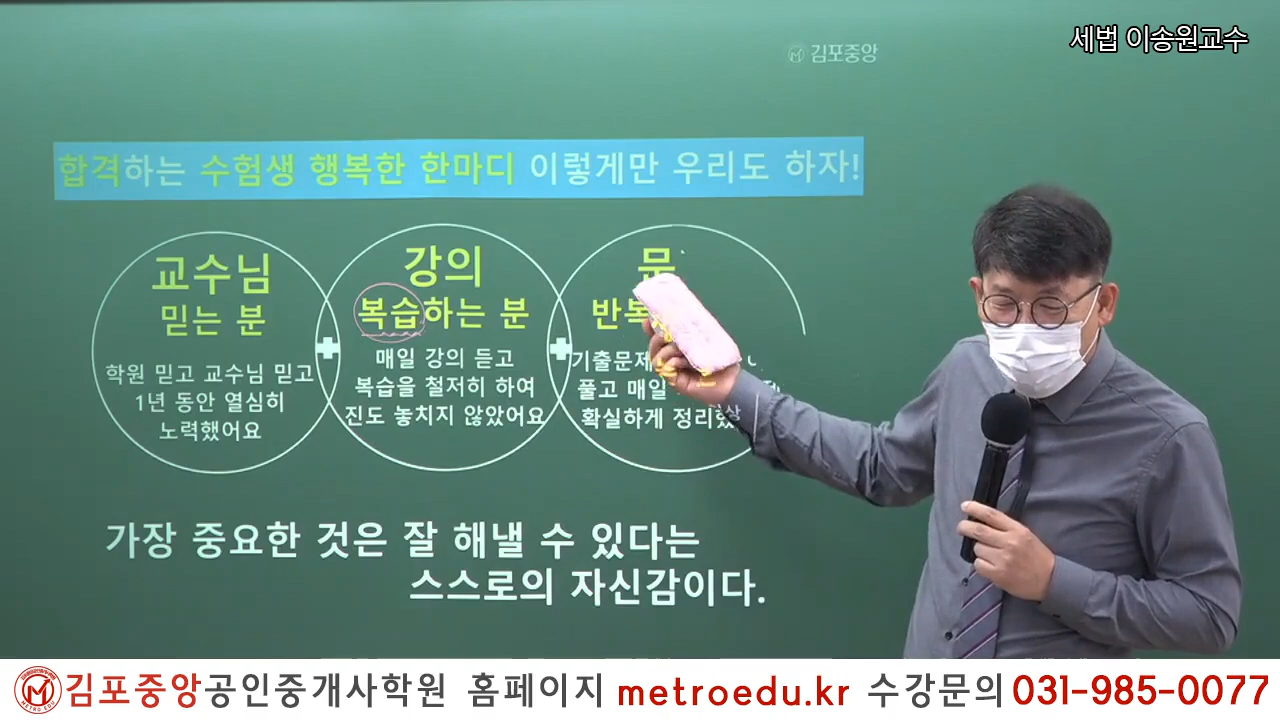 세법 이송원교수
김포중앙
합격하는 수험생 행복한 한마디 이렇게만 우리도 하자!
교수님
믿는 분
학원 믿고 교수님 믿고
1년 동안 열심히
노력했어요
강의
복습하는 분
매일 강의 듣고
복습을 철저히 하여
진도 놓치지 않았어요
문
반복
기출문제
풀고 매일
확실하게 정리했
가장 중요한 것은 잘 해낼 수 있다는
스스로의 자신감이다.
METRO EDU
김포중앙공인중개사학원 홈페이지 metroedu.kr 수강문의 031-985-0077